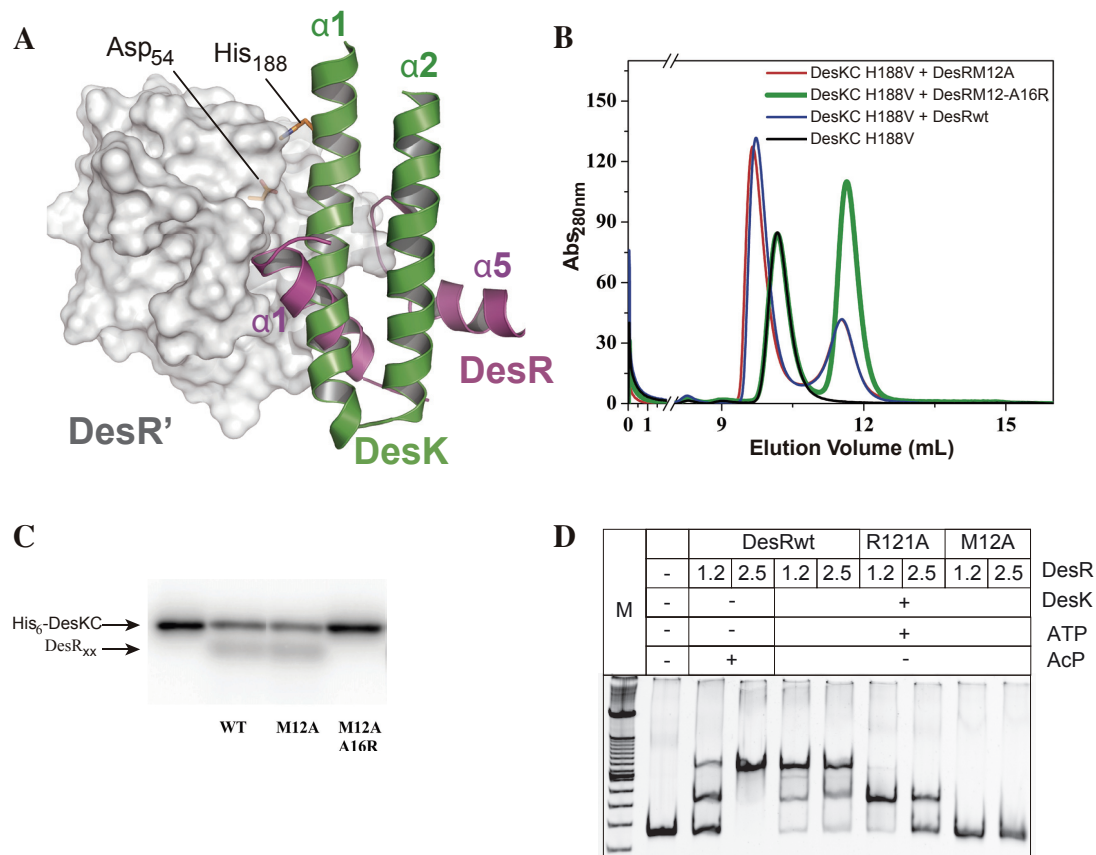 A
Asp54
His188
α1
α2
α1
α5
DesR
DesR'
DesK
B
DesKC H188V + DesRM12A
DesKC H188V + DesRM12-A16R
DesKC H188V + DesRwt
DesKC H188V
Abs280nm
150
120
90
60
30
0
0 1 9 12 15
Elution Volume (mL)
C
His6-DesKC
DesRxx
WT M12A M12A
A16R
D
M DesRwt R121A M12A
- 1.2 2.5 1.2 2.5 1.2 2.5 1.2 2.5 DesR
- - + DesK
- - + ATP
- + - AcP